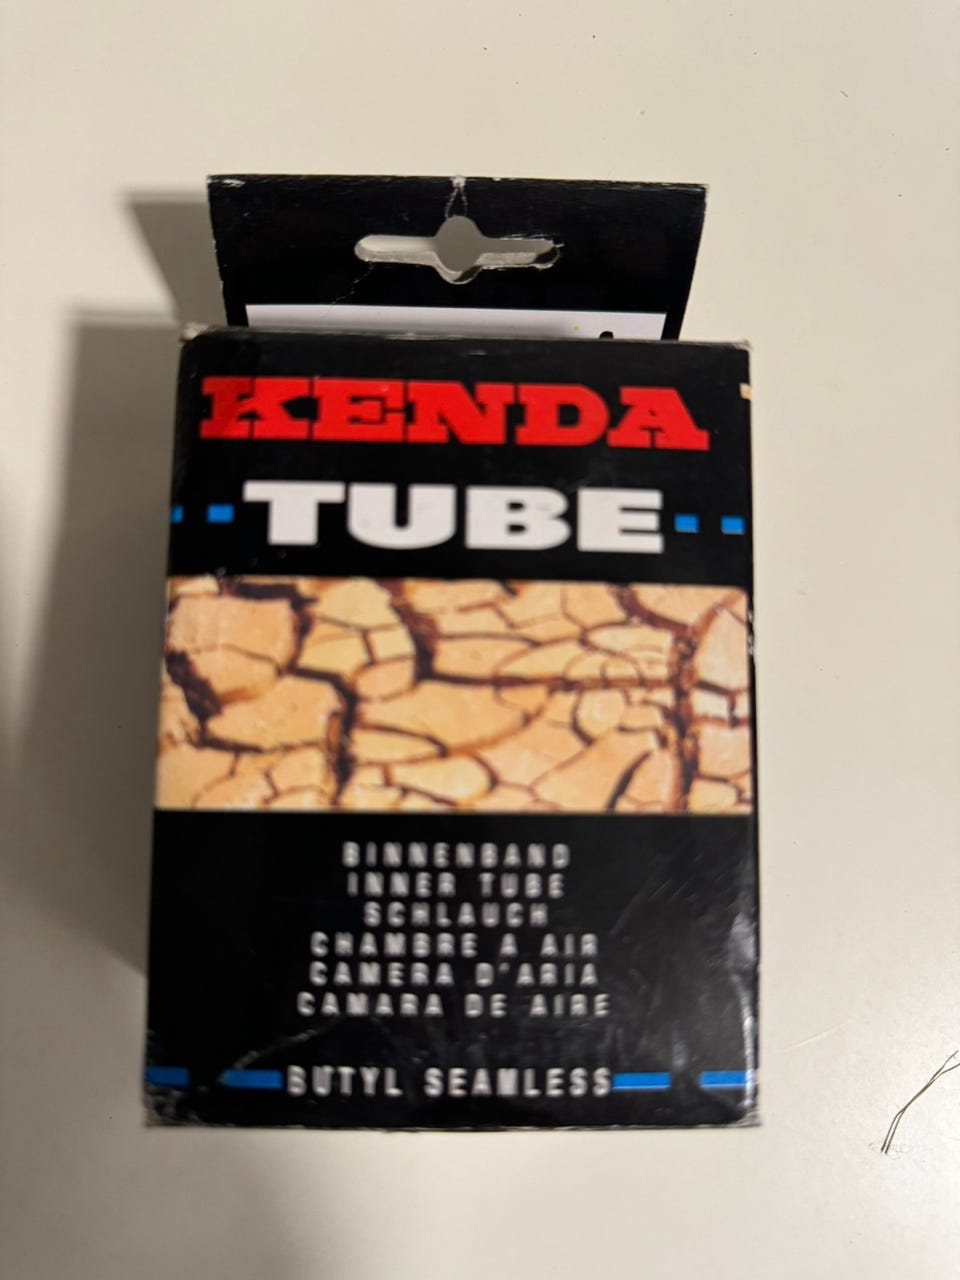 KENDA
TUBE
BINNENBAND
INNER TUBE
SCHLAUCH
CHAMBRE A AIR
CAMERA D'ARIA
CAMARA DE AIRE
BUTYL SEAMLESS